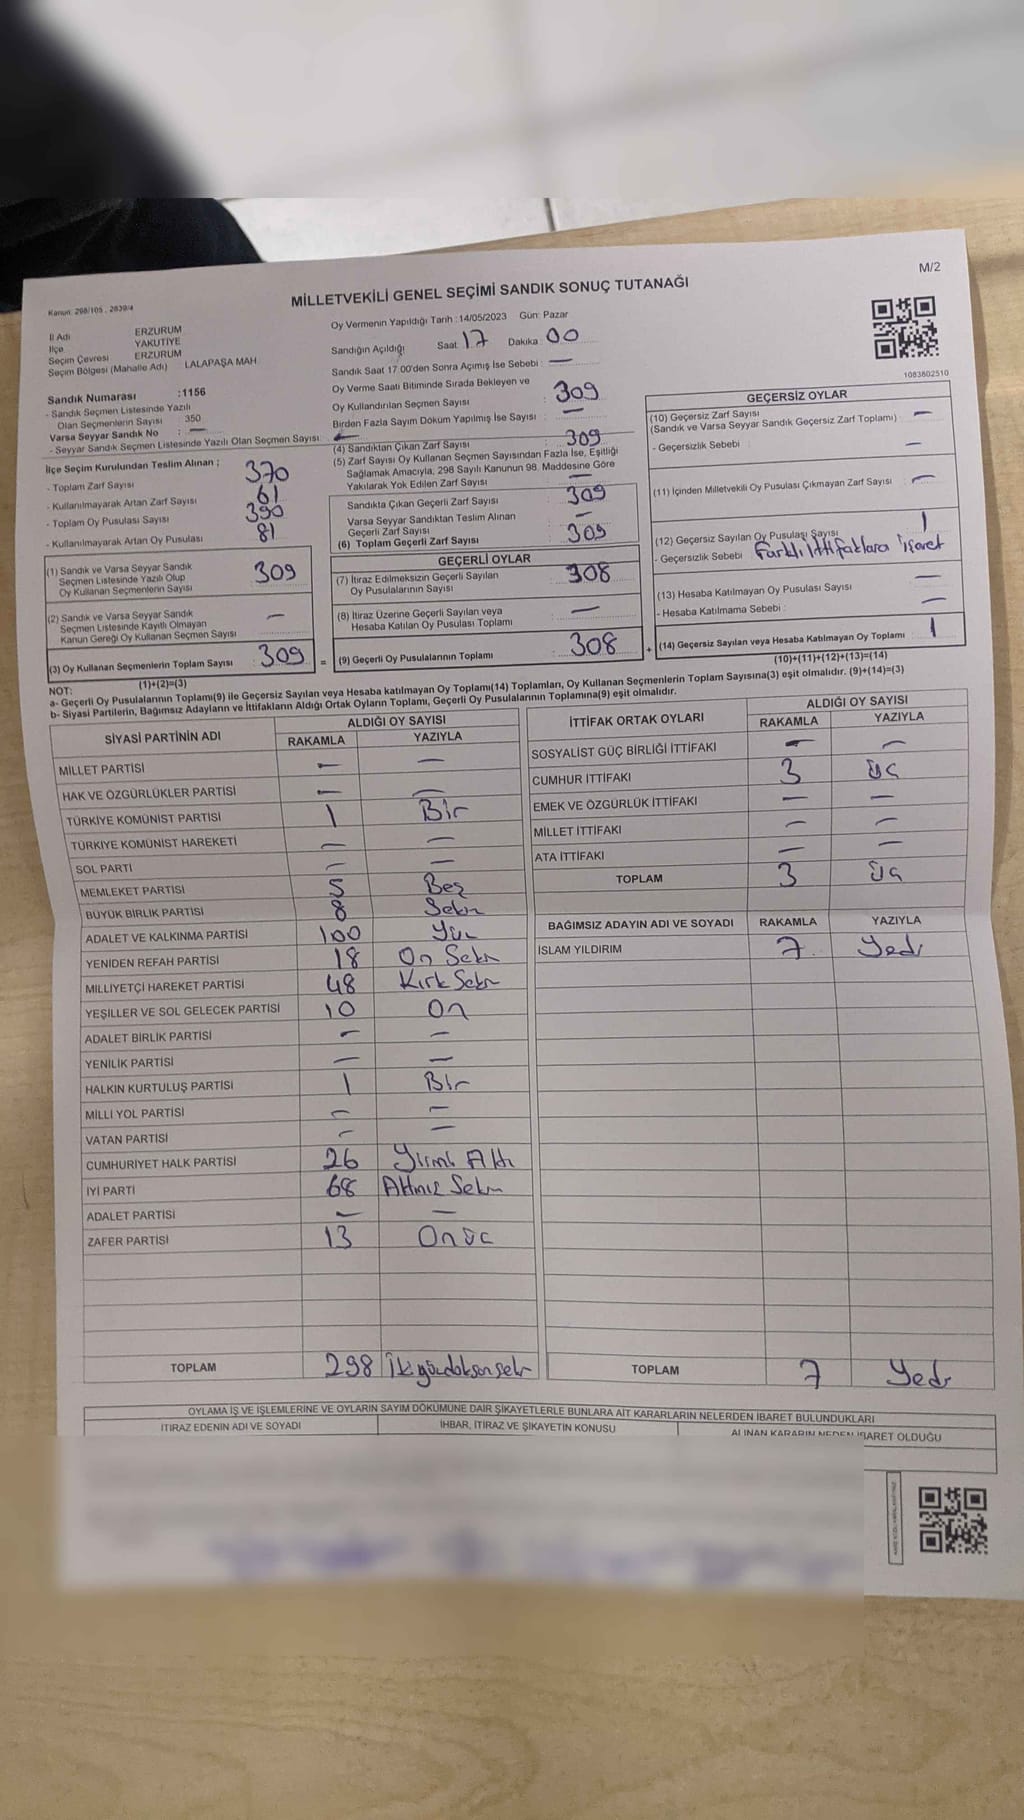 M/2
MİLLETVEKİLİ GENEL SEÇİMİ SANDIK SONUÇ TUTANAĞI
Kanun: 298/105 , 2839/4
İl Adı ERZURUM
İlçe YAKUTİYE
Seçim Çevresi ERZURUM
Seçim Bölgesi (Mahalle Adı) LALAPAŞA MAH.
Sandık Numarası :1156
- Sandık Seçmen Listesinde Yazılı
Olan Seçmenlerin Sayısı 350
Varsa Seyyar Sandık No : —
- Seyyar Sandık Seçmen Listesinde Yazılı Olan Seçmen Sayısı : —
İlçe Seçim Kurulundan Teslim Alınan ;
- Toplam Zarf Sayısı 370
- Kullanılmayarak Artan Zarf Sayısı 61
- Toplam Oy Pusulası Sayısı 390
- Kullanılmayarak Artan Oy Pusulası 81
(1) Sandık ve Varsa Seyyar Sandık
Seçmen Listesinde Yazılı Olup
Oy Kullanan Seçmenlerin Sayısı 309
(2) Sandık ve Varsa Seyyar Sandık
Seçmen Listesinde Kayıtlı Olmayan
Kanun Gereği Oy Kullanan Seçmen Sayısı —
(3) Oy Kullanan Seçmenlerin Toplam Sayısı : 309 =
(1)+(2)=(3)
Oy Vermenin Yapıldığı Tarih : 14/05/2023 Gün: Pazar
Sandığın Açıldığı Saat 17 Dakika 00
Sandık Saat 17.00'den Sonra Açımış İse Sebebi : —
Oy Verme Saati Bitiminde Sırada Bekleyen ve
Oy Kullandırılan Seçmen Sayısı : 309
Birden Fazla Sayım Döküm Yapılmış İse Sayısı : —
(4) Sandıktan Çıkan Zarf Sayısı : 309
(5) Zarf Sayısı Oy Kullanan Seçmen Sayısından Fazla İse, Eşitliği
Sağlamak Amacıyla, 298 Sayılı Kanunun 98. Maddesine Göre
Yakılarak Yok Edilen Zarf Sayısı : —
Sandıkta Çıkan Geçerli Zarf Sayısı 309
Varsa Seyyar Sandıktan Teslim Alınan
Geçerli Zarf Sayısı —
(6) Toplam Geçerli Zarf Sayısı : 309
GEÇERLİ OYLAR
(7) İtiraz Edilmeksizin Geçerli Sayılan
Oy Pusulalarının Sayısı : 308
(8) İtiraz Üzerine Geçerli Sayılan veya
Hesaba Katılan Oy Pusulası Toplamı : —
(9) Geçerli Oy Pusulalarının Toplamı : 308 +
1083802510
GEÇERSİZ OYLAR
(10) Geçersiz Zarf Sayısı
(Sandık ve Varsa Seyyar Sandık Geçersiz Zarf Toplamı) : —
- Geçersizlik Sebebi : —
(11) İçinden Milletvekili Oy Pusulası Çıkmayan Zarf Sayısı : —
(12) Geçersiz Sayılan Oy Pusulası Sayısı : 1
- Geçersizlik Sebebi Farklı İttifaklara işaret
(13) Hesaba Katılmayan Oy Pusulası Sayısı —
- Hesaba Katılmama Sebebi : —
(14) Geçersiz Sayılan veya Hesaba Katılmayan Oy Toplamı : 1
(10)+(11)+(12)+(13)=(14)
NOT:
a- Geçerli Oy Pusulalarının Toplamı(9) ile Geçersiz Sayılan veya Hesaba katılmayan Oy Toplamı(14) Toplamları, Oy Kullanan Seçmenlerin Toplam Sayısına(3) eşit olmalıdır. (9)+(14)=(3)
b- Siyasi Partilerin, Bağımsız Adayların ve İttifakların Aldığı Ortak Oyların Toplamı, Geçerli Oy Pusulalarının Toplamına(9) eşit olmalıdır.
SİYASİ PARTİNİN ADI ALDIĞI OY SAYISI
RAKAMLA YAZIYLA
MİLLET PARTİSİ — —
HAK VE ÖZGÜRLÜKLER PARTİSİ — —
TÜRKİYE KOMÜNİST PARTİSİ 1 Bir
TÜRKİYE KOMÜNİST HAREKETİ — —
SOL PARTİ — —
MEMLEKET PARTİSİ 5 Beş
BÜYÜK BİRLİK PARTİSİ 8 Sekiz
ADALET VE KALKINMA PARTİSİ 100 Yüz
YENİDEN REFAH PARTİSİ 18 On Sekiz
MİLLİYETÇİ HAREKET PARTİSİ 48 Kırk Sekiz
YEŞİLLER VE SOL GELECEK PARTİSİ 10 On
ADALET BİRLİK PARTİSİ — —
YENİLİK PARTİSİ — —
HALKIN KURTULUŞ PARTİSİ 1 Bir
MİLLİ YOL PARTİSİ — —
VATAN PARTİSİ — —
CUMHURİYET HALK PARTİSİ 26 Yirmi Altı
İYİ PARTİ 68 Altmış Sekiz
ADALET PARTİSİ — —
ZAFER PARTİSİ 13 Onüç
TOPLAM 298 İkiyüzdoksansekiz
İTTİFAK ORTAK OYLARI ALDIĞI OY SAYISI
RAKAMLA YAZIYLA
SOSYALİST GÜÇ BİRLİĞİ İTTİFAKI — —
CUMHUR İTTİFAKI 3 üç
EMEK VE ÖZGÜRLÜK İTTİFAKI — —
MİLLET İTTİFAKI — —
ATA İTTİFAKI — —
TOPLAM 3 üç
BAĞIMSIZ ADAYIN ADI VE SOYADI RAKAMLA YAZIYLA
İSLAM YILDIRIM 7 Yedi
TOPLAM 7 Yedi
OYLAMA İŞ VE İŞLEMLERİNE VE OYLARIN SAYIM DÖKÜMÜNE DAİR ŞİKAYETLERLE BUNLARA AİT KARARLARIN NELERDEN İBARET BULUNDUKLARI
İTİRAZ EDENİN ADI VE SOYADI İHBAR, İTİRAZ VE ŞİKAYETİN KONUSU ALINAN KARARIN NEDEN İBARET OLDUĞU